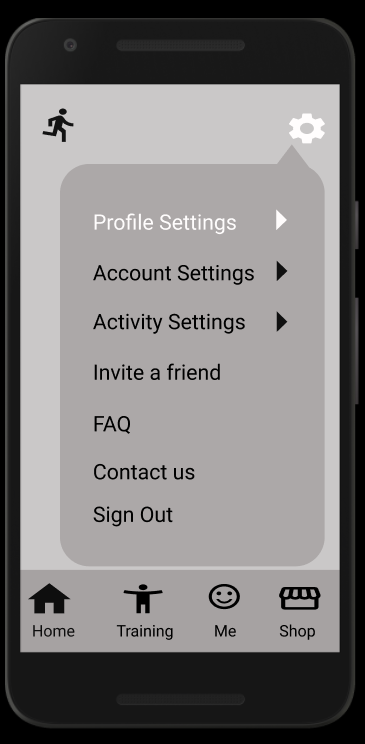 Profile Settings
Account Settings
Activity Settings
Invite a friend
FAQ
Contact us
Sign Out
Home
Training
Me
Shop